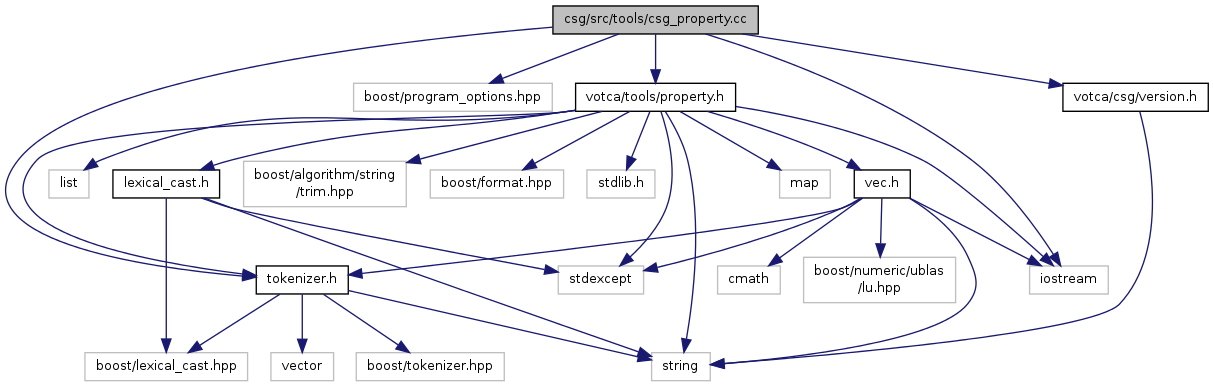 csg/src/tools/csg_property.cc
boost/program_options.hpp
votca/tools/property.h
votca/csg/version.h
list
lexical_cast.h
boost/algorithm/string
/trim.hpp
boost/format.hpp
stdlib.h
map
vec.h
tokenizer.h
stdexcept
cmath
boost/numeric/ublas
/lu.hpp
iostream
boost/lexical_cast.hpp
vector
boost/tokenizer.hpp
string